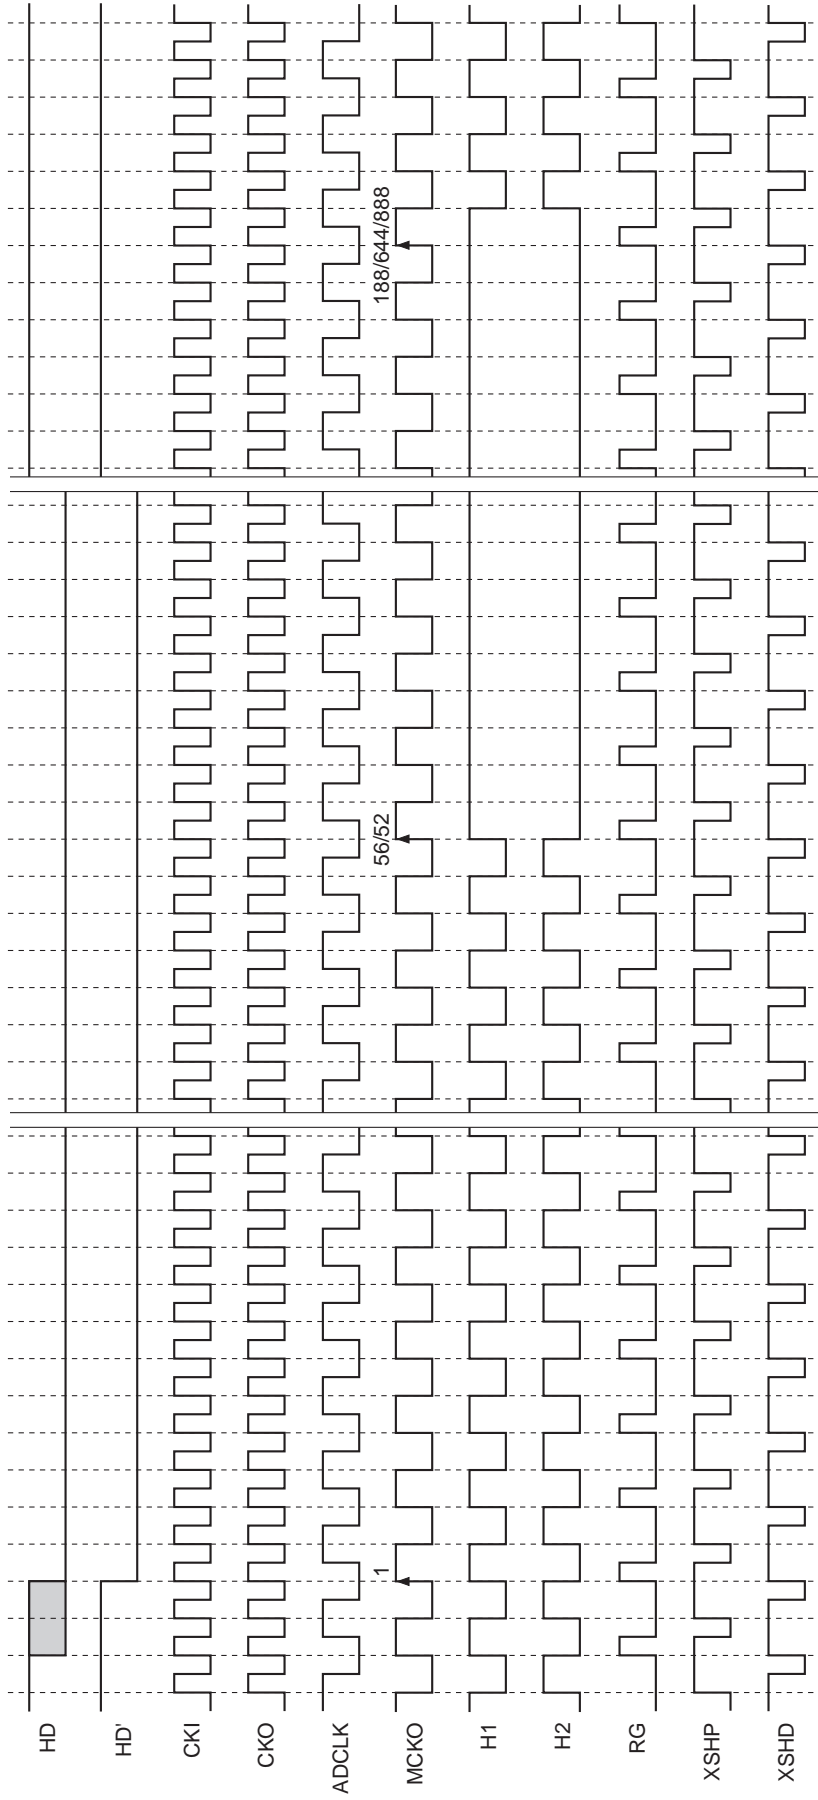 HD
HD'
CKI
CKO
ADCLK
MCKO
H1
H2
RG
XSHP
XSHD
1
56/52
188/644/888